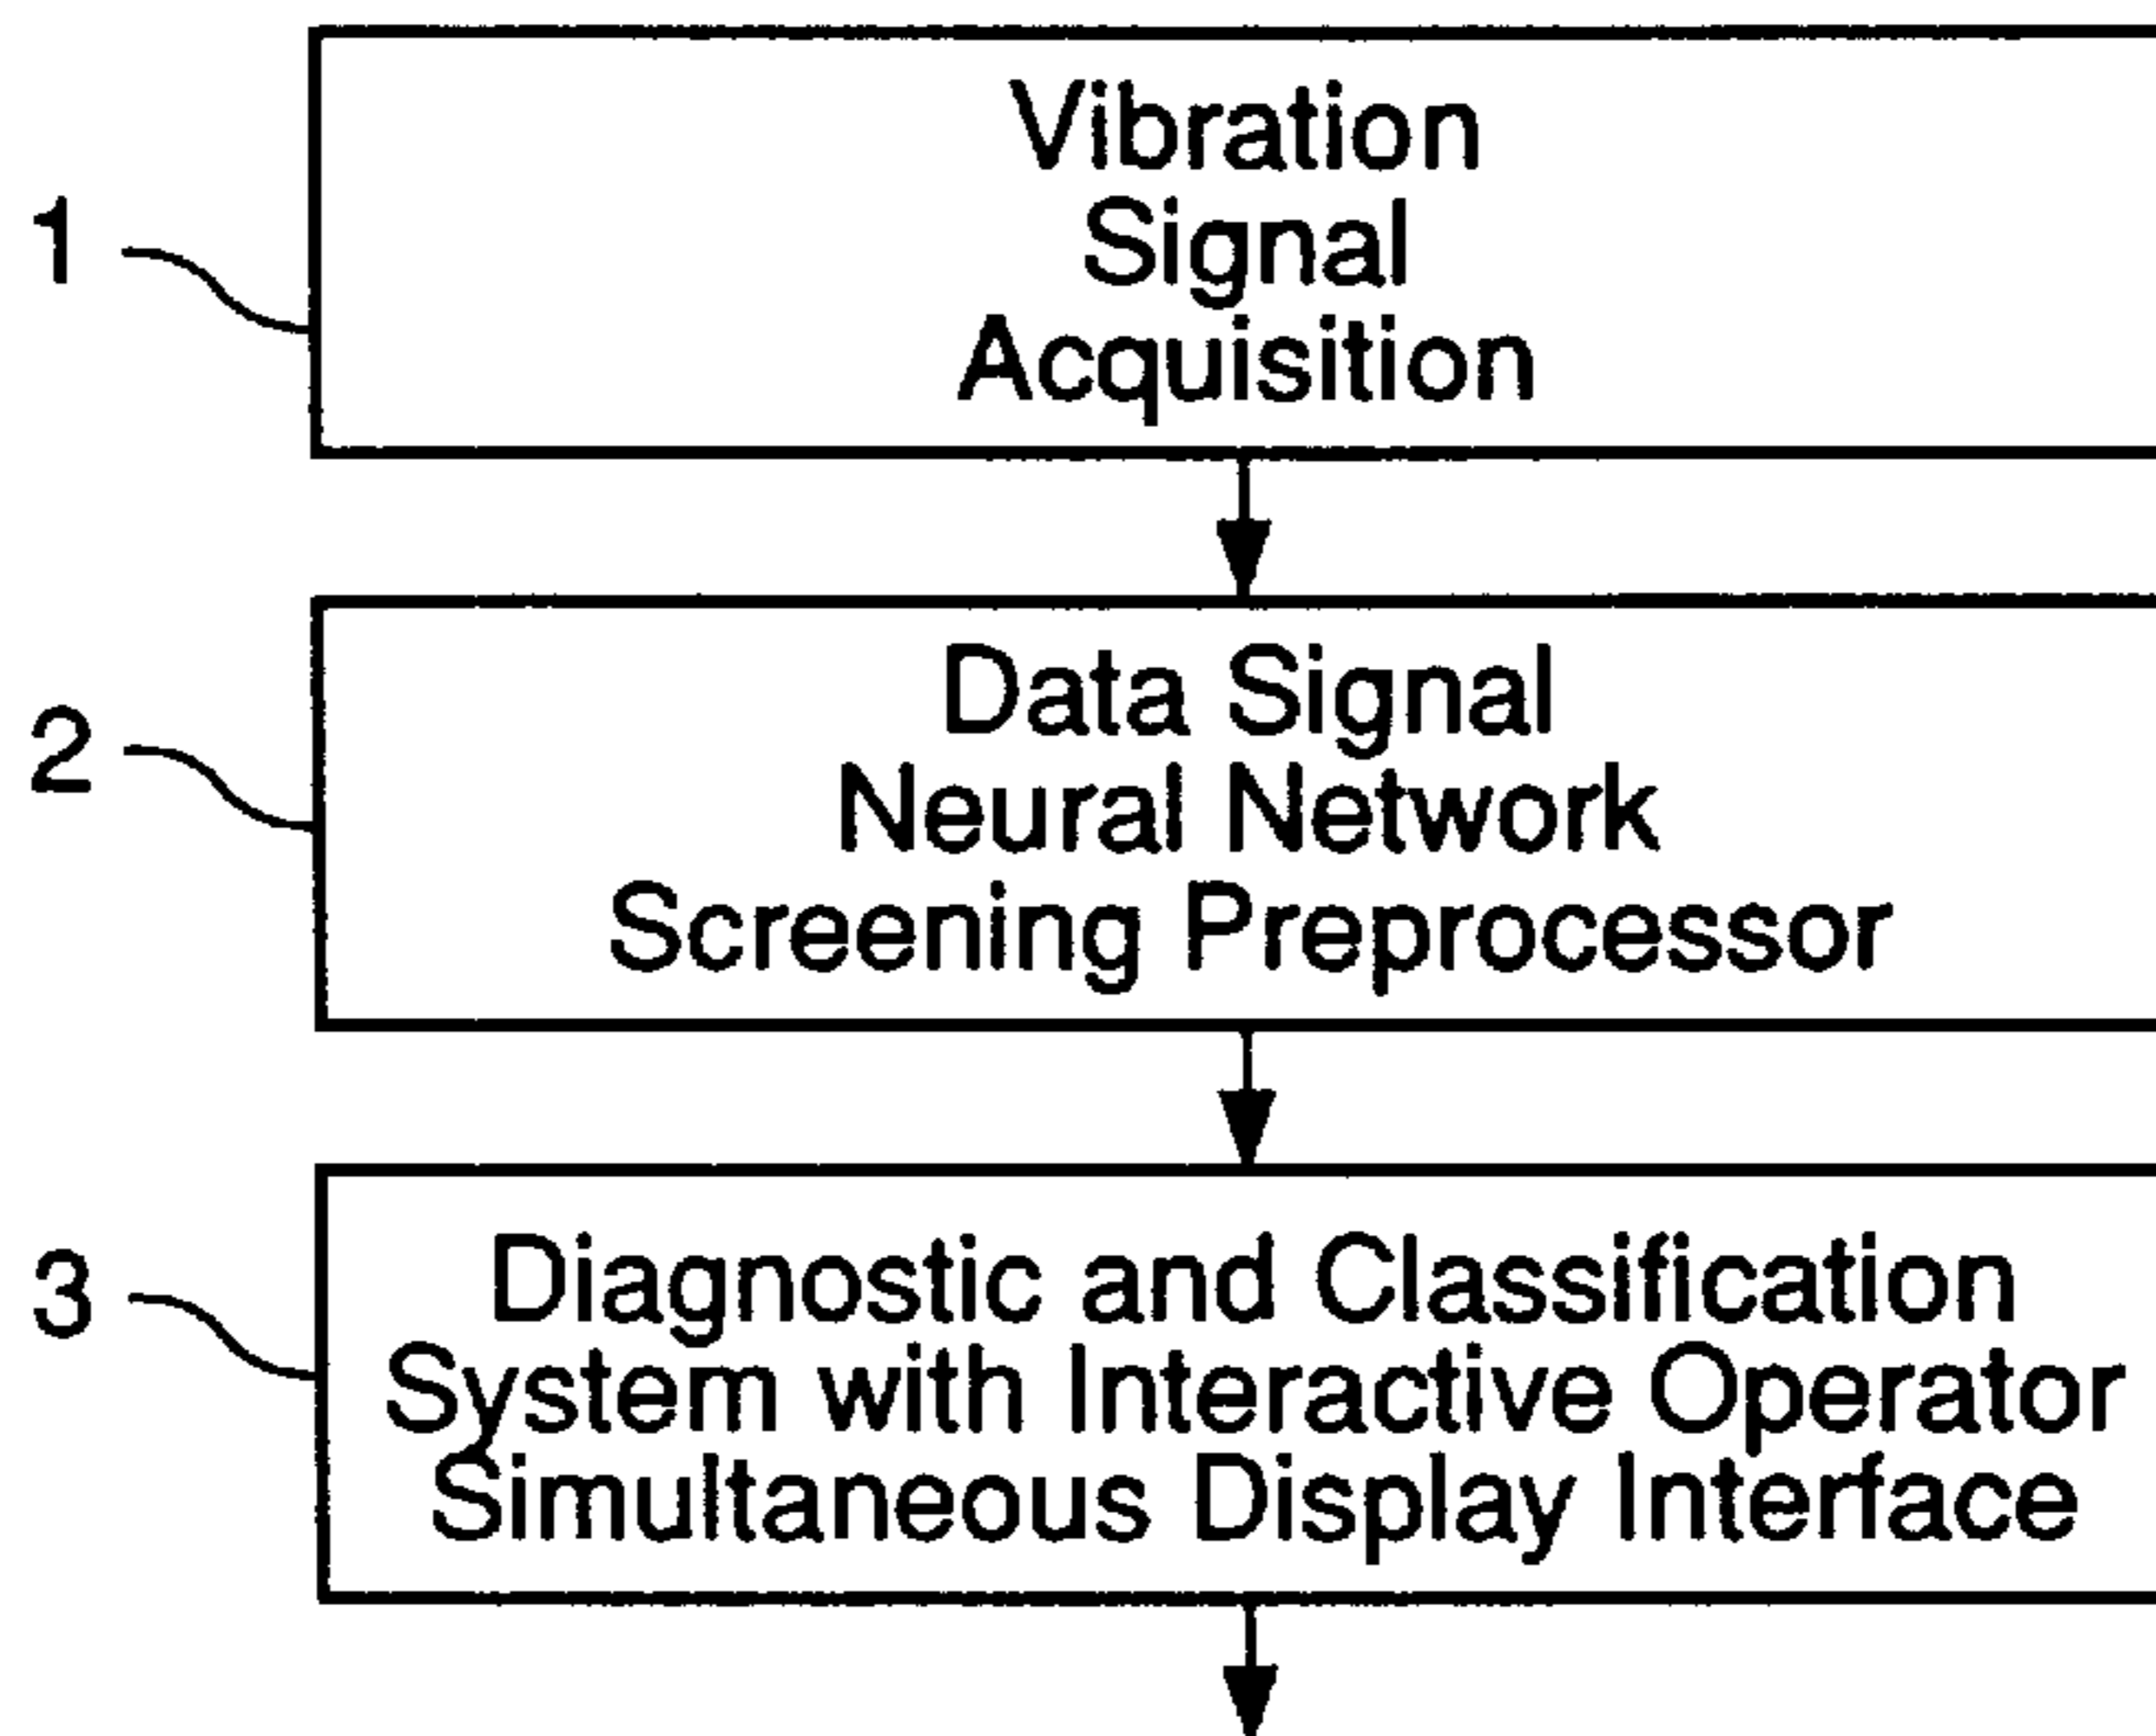 1
Vibration
Signal
Acquisition
2
Data Signal
Neural Network
Screening Preprocessor
3
Diagnostic and Classification
System with Interactive Operator
Simultaneous Display Interface